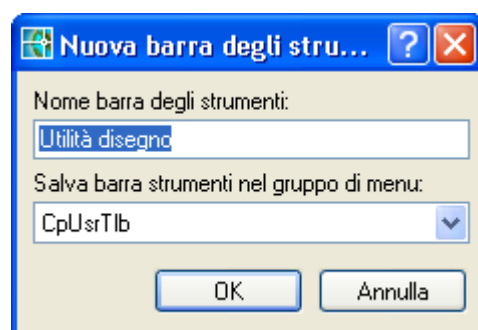 Nuova barra degli stru...
Nome barra degli strumenti:
Utilità disegno
Salva barra strumenti nel gruppo di menu:
CpUsrTlb
OK
Annulla